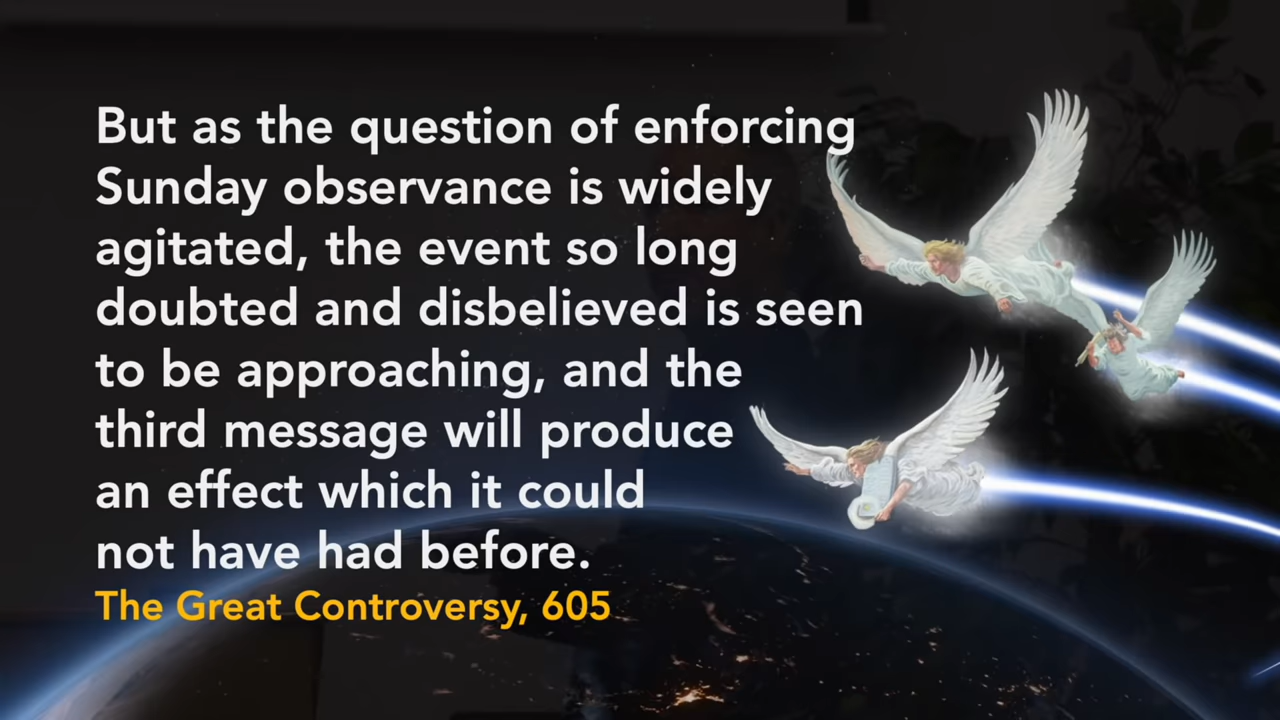 But as the question of enforcing
Sunday observance is widely
agitated, the event so long
doubted and disbelieved is seen
to be approaching, and the
third message will produce
an effect which it could
not have had before.
The Great Controversy, 605